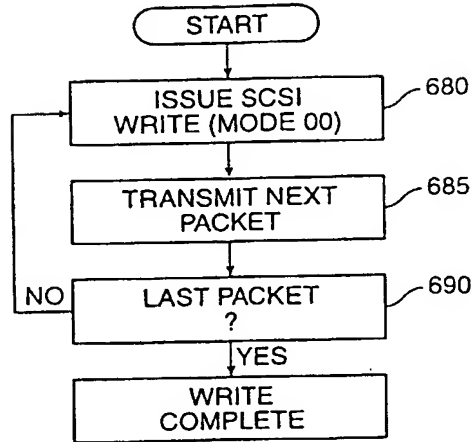 START
ISSUE SCSI
WRITE (MODE 00)
680
TRANSMIT NEXT
PACKET
685
LAST PACKET
?
690
NO
YES
WRITE
COMPLETE